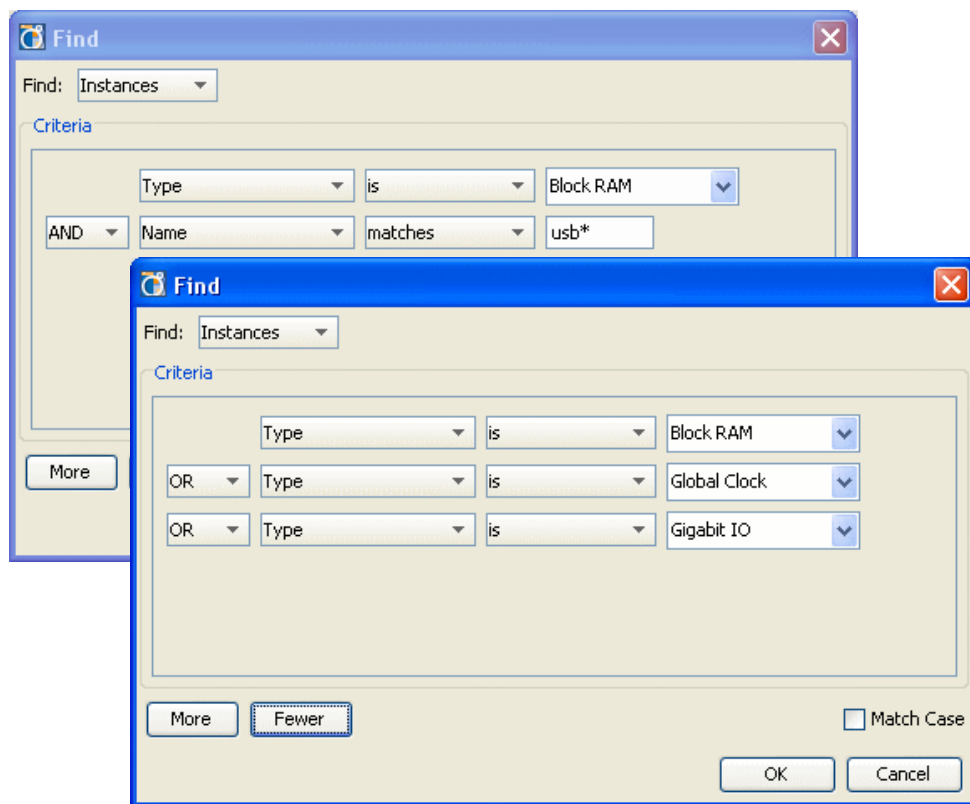 Find
Find: Instances
Criteria
Type is Block RAM
AND Name matches usb*
More
Find
Find: Instances
Criteria
Type is Block RAM
OR Type is Global Clock
OR Type is Gigabit IO
More Fewer Match Case
OK Cancel